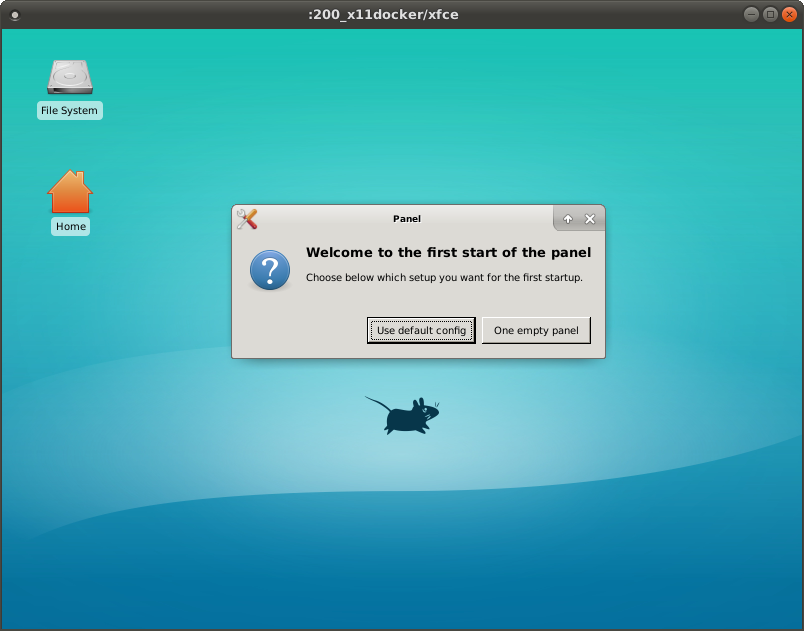 :200_x11docker/xfce
File System
Home
Panel
Welcome to the first start of the panel
Choose below which setup you want for the first startup.
Use default config
One empty panel